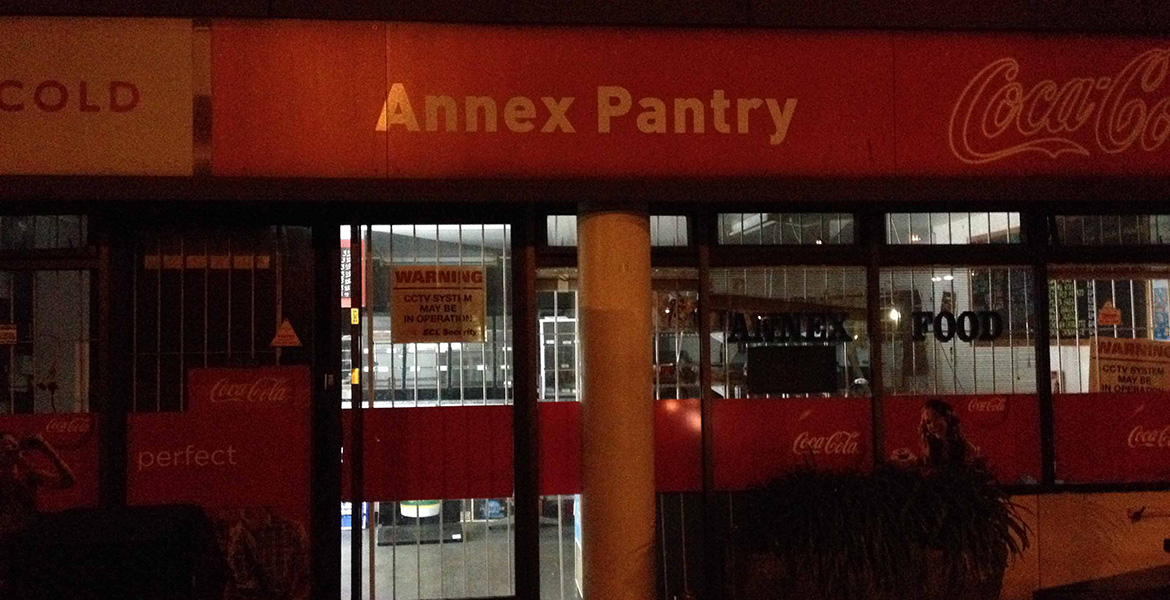 COLD
Annex Pantry
Coca-Co
WARNING
CCTV SYSTEM
MAY BE
IN OPERATION
ECL Security
ANNEX FOOD
WARNING
CCTV SYSTEM
MAY BE
IN OPERATION
Coca-Cola
perfect
Coca-Cola
Coca-Cola
Coca-Cola
Coca